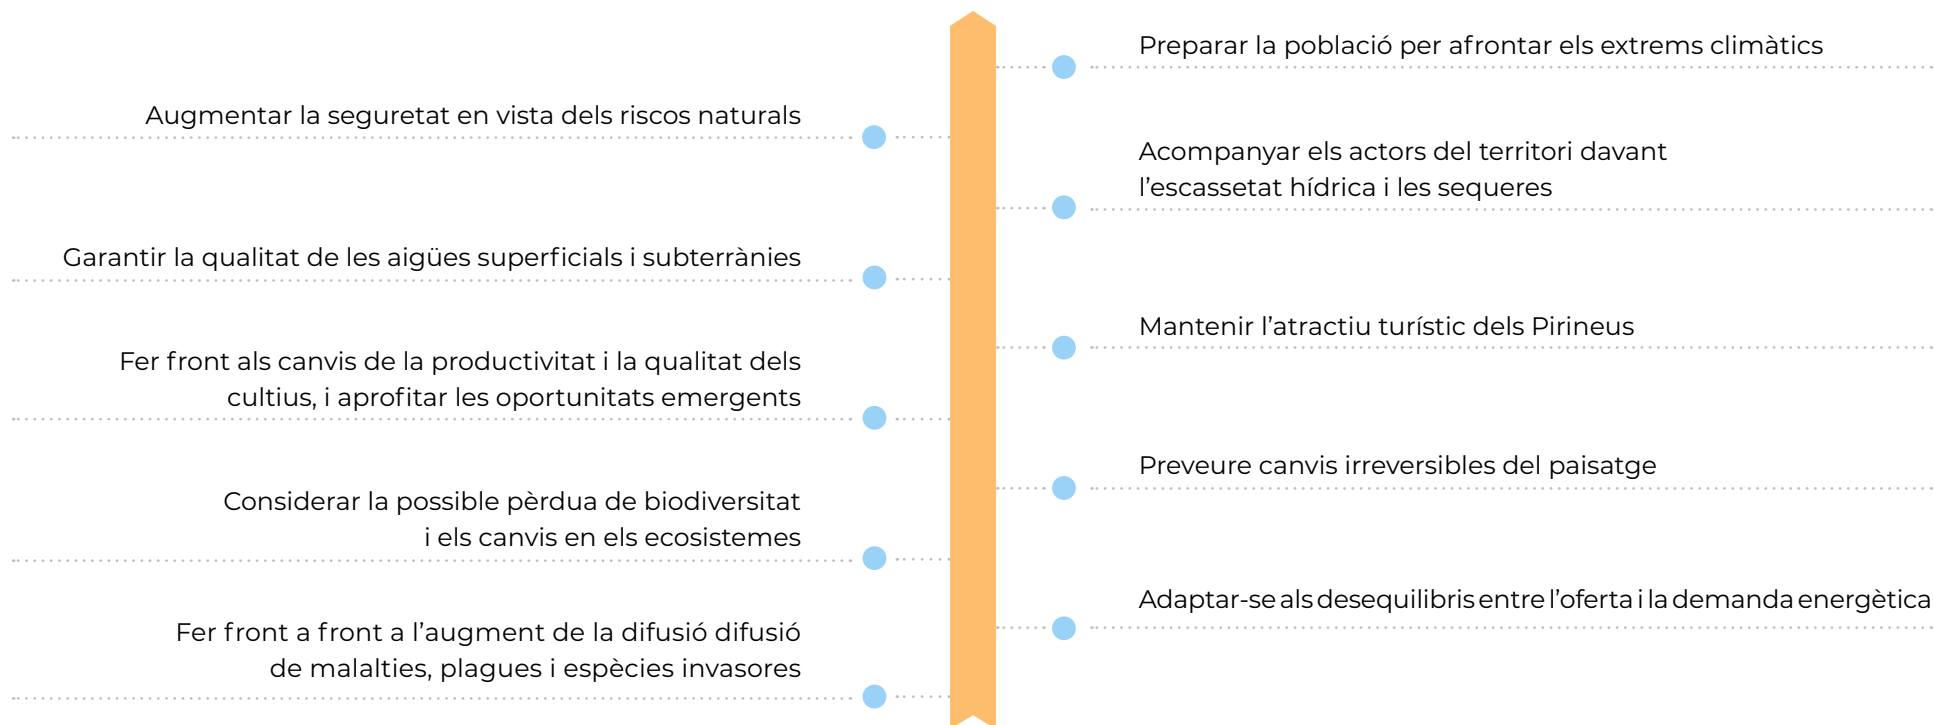 Preparar la població per afrontar els extrems climàtics
Augmentar la seguretat en vista dels riscos naturals
Acompanyar els actors del territori davant
l’escassetat hídrica i les sequeres
Garantir la qualitat de les aigües superficials i subterrànies
Mantenir l’atractiu turístic dels Pirineus
Fer front als canvis de la productivitat i la qualitat dels
cultius, i aprofitar les oportunitats emergents
Preveure canvis irreversibles del paisatge
Considerar la possible pèrdua de biodiversitat
i els canvis en els ecosistemes
Adaptar-se als desequilibris entre l’oferta i la demanda energètica
Fer front a front a l’augment de la difusió difusió
de malalties, plagues i espècies invasores